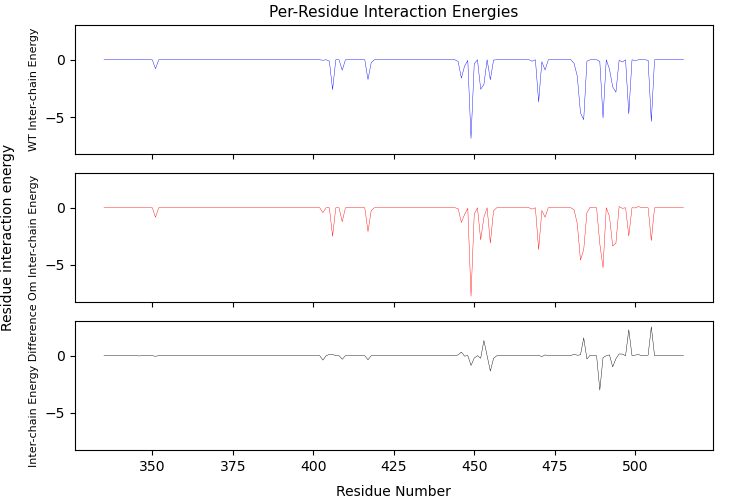 Per-Residue Interaction Energies
Residue interaction energy
WT Inter-chain Energy
0
−5
Om Inter-chain Energy
0
−5
Inter-chain Energy Difference
0
−5
350 375 400 425 450 475 500
Residue Number